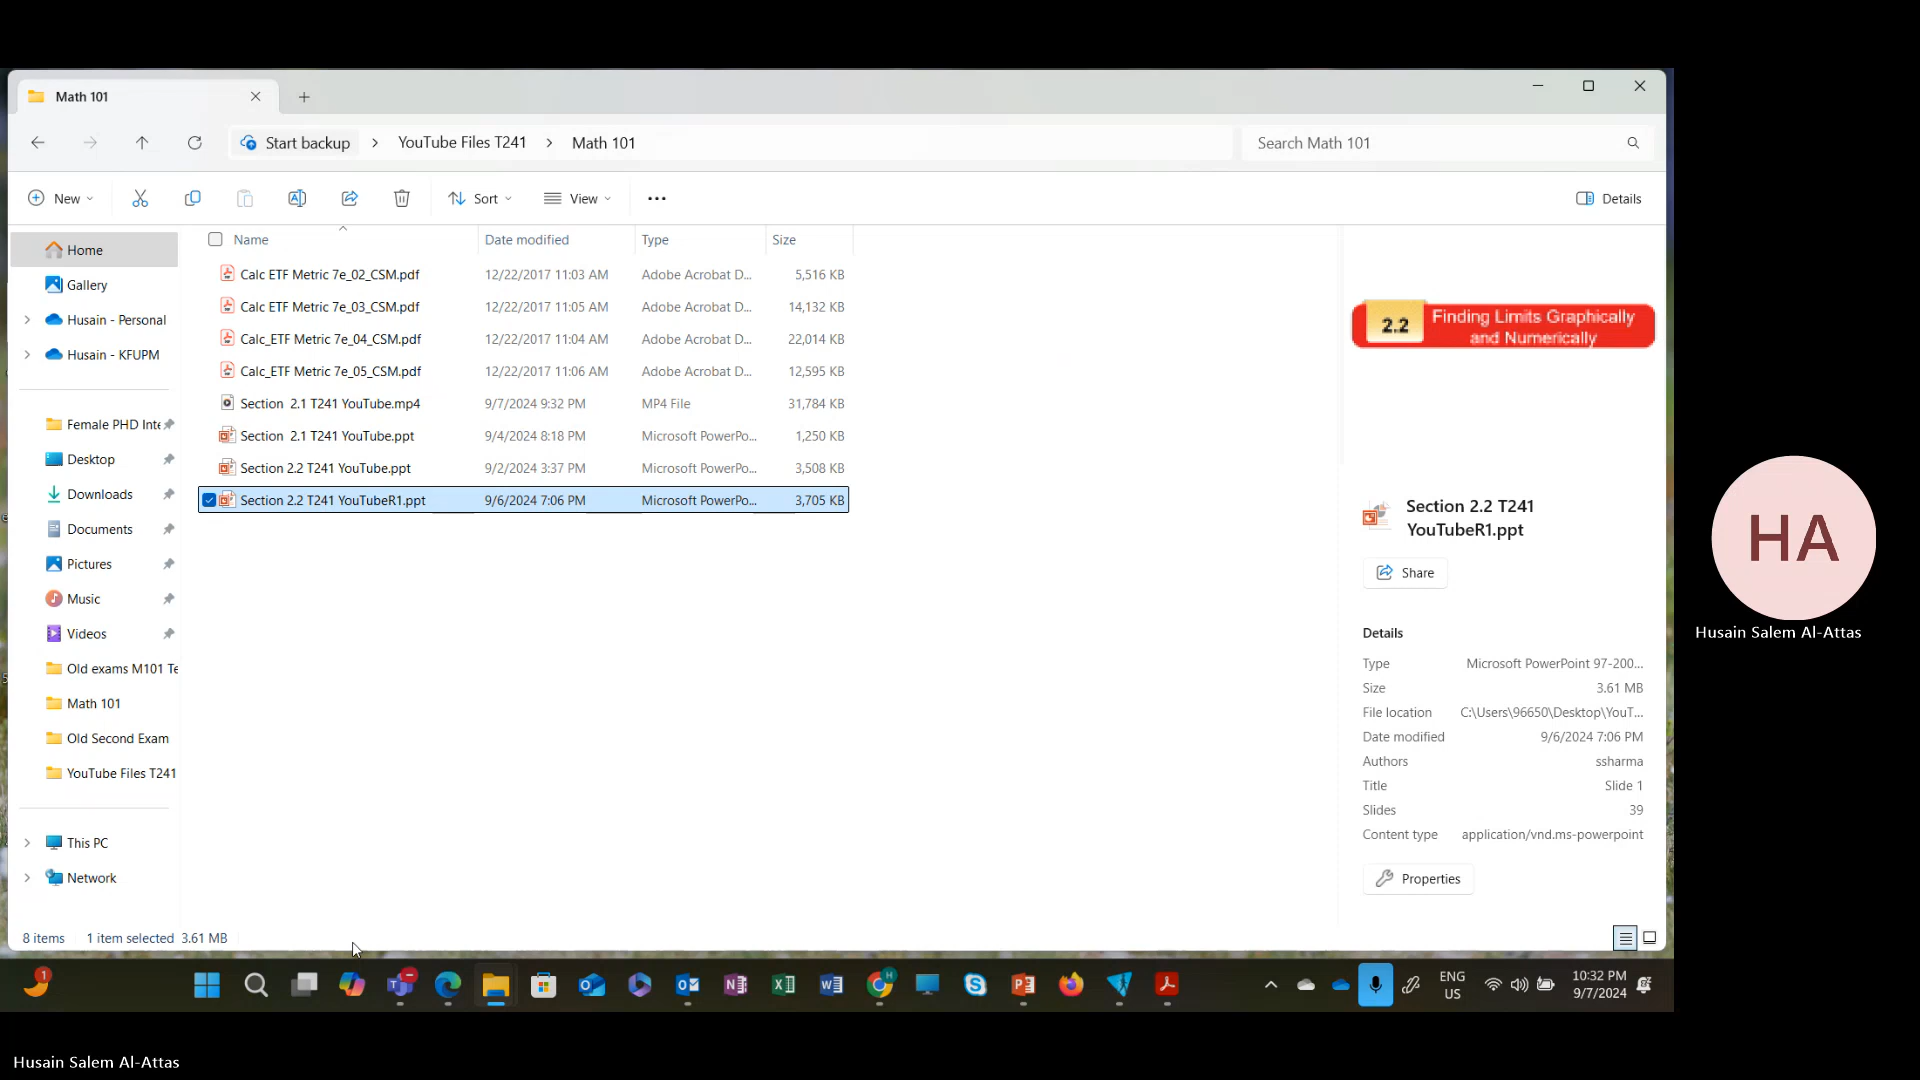 Math 101
Start backup > YouTube Files T241 > Math 101
Search Math 101
New
Sort
View
Details
Home
Gallery
Husain - Personal
Husain - KFUPM
Female PHD Inte
Desktop
Downloads
Documents
Pictures
Music
Videos
Old exams M101 Te
Math 101
Old Second Exam
YouTube Files T241
This PC
Network
Name Date modified Type Size
Calc ETF Metric 7e_02_CSM.pdf 12/22/2017 11:03 AM Adobe Acrobat D... 5,516 KB
Calc ETF Metric 7e_03_CSM.pdf 12/22/2017 11:05 AM Adobe Acrobat D... 14,132 KB
Calc_ETF Metric 7e_04_CSM.pdf 12/22/2017 11:04 AM Adobe Acrobat D... 22,014 KB
Calc_ETF Metric 7e_05_CSM.pdf 12/22/2017 11:06 AM Adobe Acrobat D... 12,595 KB
Section  2.1 T241 YouTube.mp4 9/7/2024 9:32 PM MP4 File 31,784 KB
Section  2.1 T241 YouTube.ppt 9/4/2024 8:18 PM Microsoft PowerPo... 1,250 KB
Section 2.2 T241 YouTube.ppt 9/2/2024 3:37 PM Microsoft PowerPo... 3,508 KB
Section 2.2 T241 YouTubeR1.ppt 9/6/2024 7:06 PM Microsoft PowerPo... 3,705 KB
2.2
Finding Limits Graphically
and Numerically
Section 2.2 T241
YouTubeR1.ppt
Share
Details
Type Microsoft PowerPoint 97-200...
Size 3.61 MB
File location C:\Users\96650\Desktop\YouT...
Date modified 9/6/2024 7:06 PM
Authors ssharma
Title Slide 1
Slides 39
Content type application/vnd.ms-powerpoint
Properties
8 items 1 item selected 3.61 MB
1
ENG
US
10:32 PM
9/7/2024
HA
Husain Salem Al-Attas
Husain Salem Al-Attas